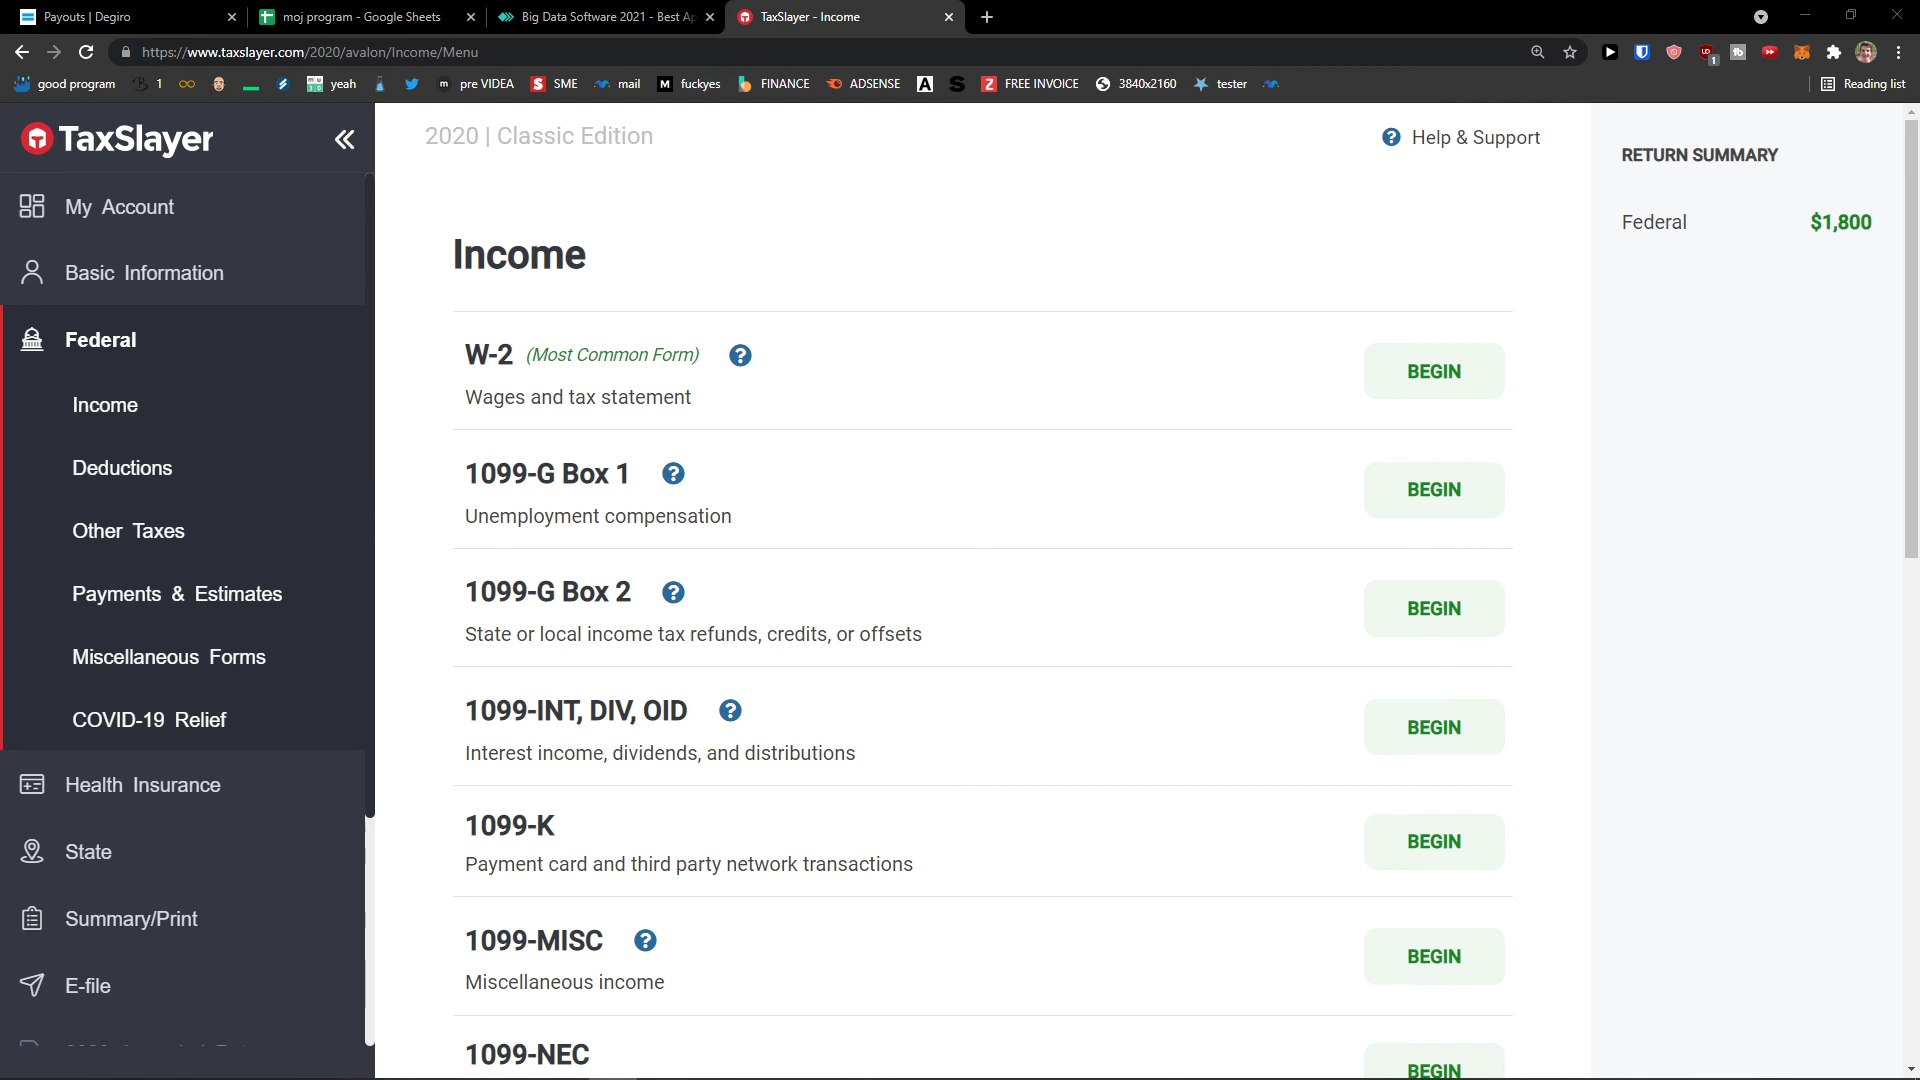 Payouts | Degiro
moj program - Google Sheets
Big Data Software 2021 - Best Ap
TaxSlayer - Income
https://www.taxslayer.com/2020/avalon/Income/Menu
good program
1
yeah
pre VIDEA
SME
mail
fuckyes
FINANCE
ADSENSE
FREE INVOICE
3840x2160
tester
Reading list
TaxSlayer
2020 | Classic Edition
Help & Support
RETURN SUMMARY
Federal $1,800
My Account
Basic Information
Federal
Income
Deductions
Other Taxes
Payments & Estimates
Miscellaneous Forms
COVID-19 Relief
Health Insurance
State
Summary/Print
E-file
Income
W-2 (Most Common Form)
Wages and tax statement
BEGIN
1099-G Box 1
Unemployment compensation
BEGIN
1099-G Box 2
State or local income tax refunds, credits, or offsets
BEGIN
1099-INT, DIV, OID
Interest income, dividends, and distributions
BEGIN
1099-K
Payment card and third party network transactions
BEGIN
1099-MISC
Miscellaneous income
BEGIN
1099-NEC
BEGIN